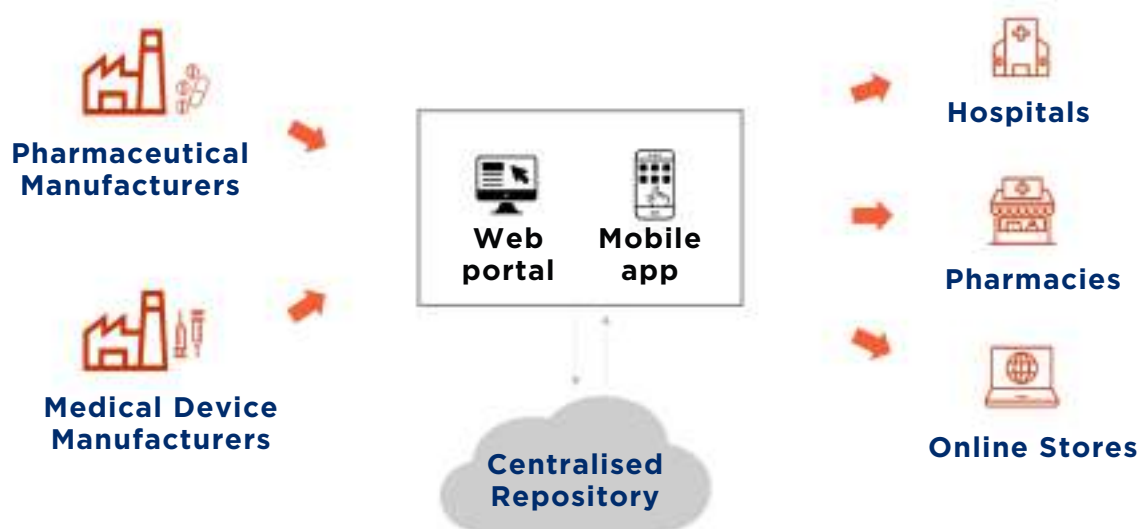 Pharmaceutical
Manufacturers
Medical Device
Manufacturers
Web
portal
Mobile
app
Centralised
Repository
Hospitals
Pharmacies
Online Stores